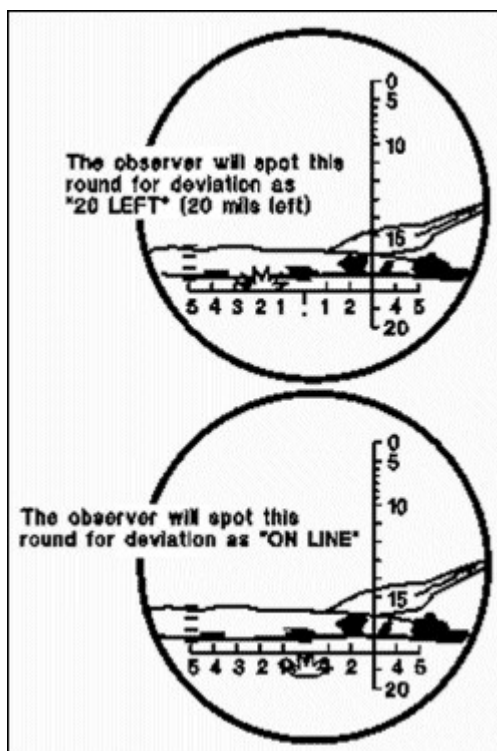 0
5
10
The observer will spot this
round for deviation as
"20 LEFT" (20 mils left)
15
5 4 3 2 1 1 2 4 5
20
0
5
10
The observer will spot this
round for deviation as "ON LINE"
15
5 4 3 2 2 4 5
20